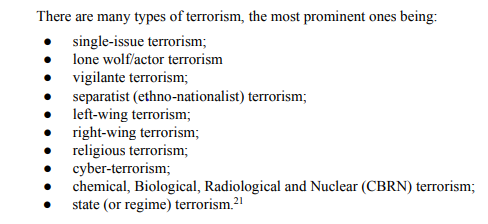 There are many types of terrorism, the most prominent ones being:
● single-issue terrorism;
● lone wolf/actor terrorism
● vigilante terrorism;
● separatist (ethno-nationalist) terrorism;
● left-wing terrorism;
● right-wing terrorism;
● religious terrorism;
● cyber-terrorism;
● chemical, Biological, Radiological and Nuclear (CBRN) terrorism;
● state (or regime) terrorism.21